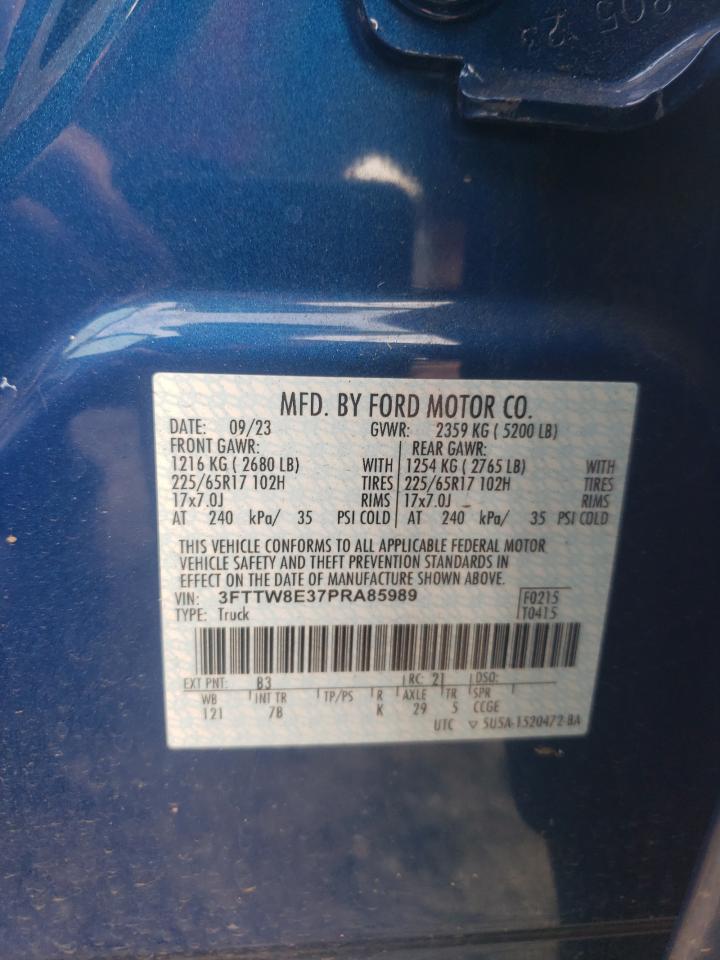 805
23
MFD. BY FORD MOTOR CO.
DATE: 09/23 GVWR: 2359 KG ( 5200 LB)
FRONT GAWR: REAR GAWR:
1216 KG ( 2680 LB) WITH 1254 KG ( 2765 LB) WITH
225/65R17 102H TIRES 225/65R17 102H TIRES
17x7.0J RIMS 17x7.0J RIMS
AT 240 kPa/ 35 PSI COLD AT 240 kPa/ 35 PSI COLD
THIS VEHICLE CONFORMS TO ALL APPLICABLE FEDERAL MOTOR
VEHICLE SAFETY AND THEFT PREVENTION STANDARDS IN
EFFECT ON THE DATE OF MANUFACTURE SHOWN ABOVE.
VIN: 3FTTW8E37PRA85989 F0215
TYPE: Truck T0415
EXT PNT: B3 RC: 21 DSO:
WB INT TR TP/PS R AXLE TR SPR
121 7B K 29 5 CCGE
UTC ▽ 5U5A-1520472-BA